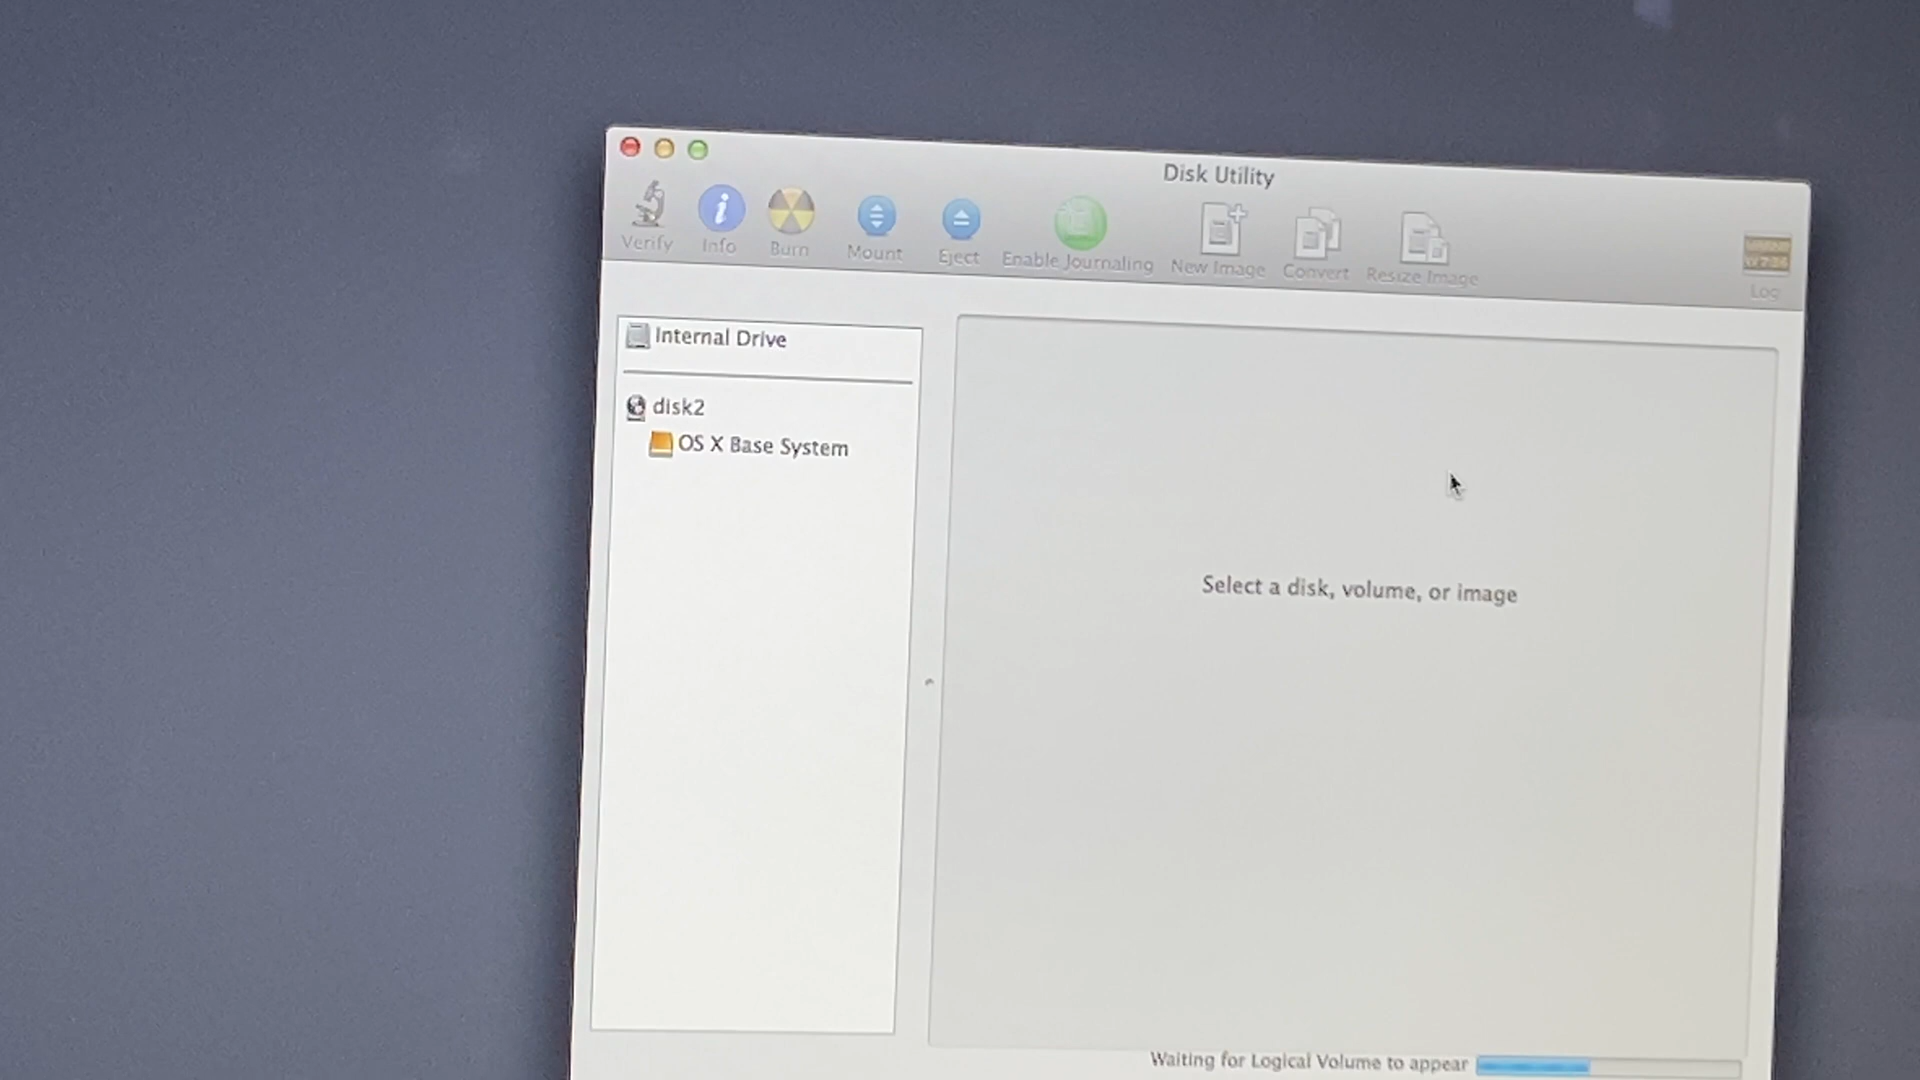 Disk Utility
Verify
Info
Burn
Mount
Eject
Enable Journaling
New Image
Convert
Resize Image
Log
Internal Drive
disk2
OS X Base System
Select a disk, volume, or image
Waiting for Logical Volume to appear